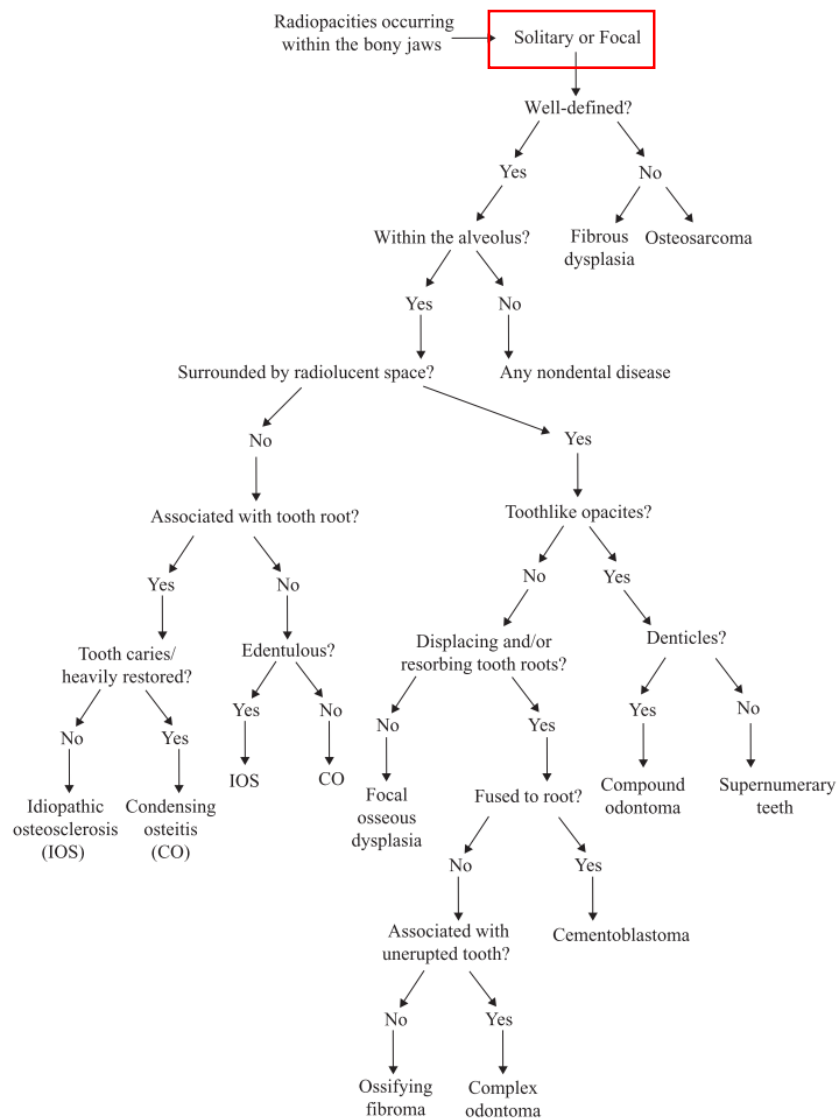 Radiopacities occurring
within the bony jaws
Solitary or Focal
Well-defined?
Yes
No
Within the alveolus?
Fibrous
dysplasia
Osteosarcoma
Yes
No
Surrounded by radiolucent space?
Any nondental disease
No
Yes
Associated with tooth root?
Toothlike opacites?
Yes
No
No
Yes
Tooth caries/
heavily restored?
Edentulous?
Displacing and/or
resorbing tooth roots?
Denticles?
No
Yes
Yes
No
No
Yes
Yes
No
Idiopathic
osteosclerosis
(IOS)
Condensing
osteitis
(CO)
IOS
CO
Focal
osseous
dysplasia
Fused to root?
Compound
odontoma
Supernumerary
teeth
No
Yes
Associated with
unerupted tooth?
Cementoblastoma
No
Yes
Ossifying
fibroma
Complex
odontoma